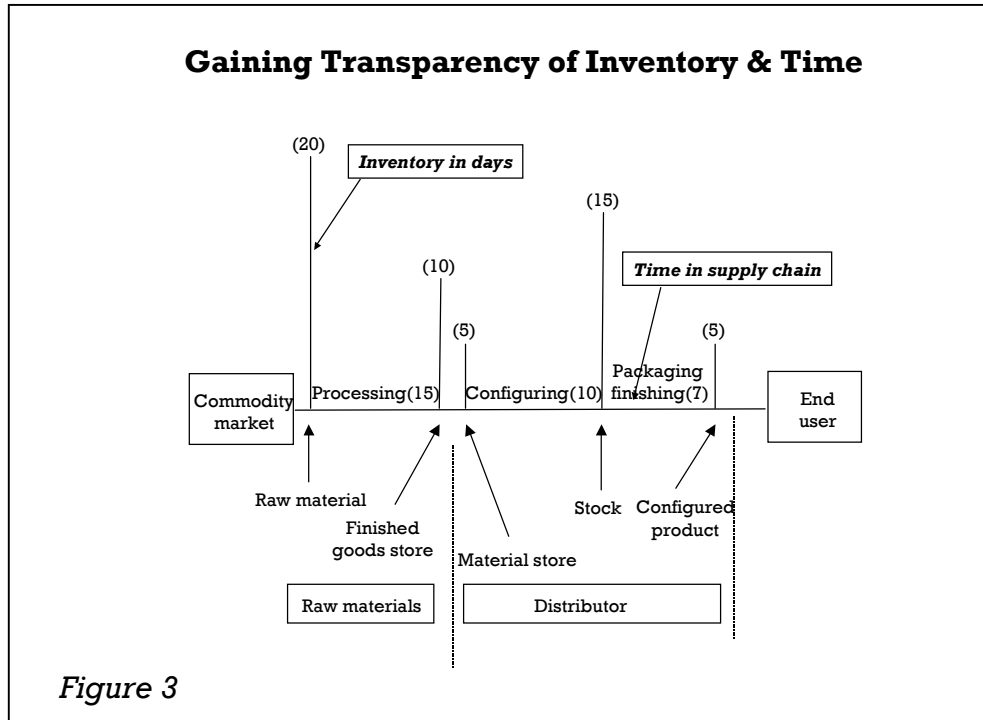 Gaining Transparency of Inventory & Time
(20)
Inventory in days
(15)
(10)
Time in supply chain
(5)
(5)
Commodity
market
Processing(15)
Configuring(10)
Packaging
finishing(7)
End
user
Raw material
Finished
goods store
Material store
Stock
Configured
product
Raw materials
Distributor
Figure 3